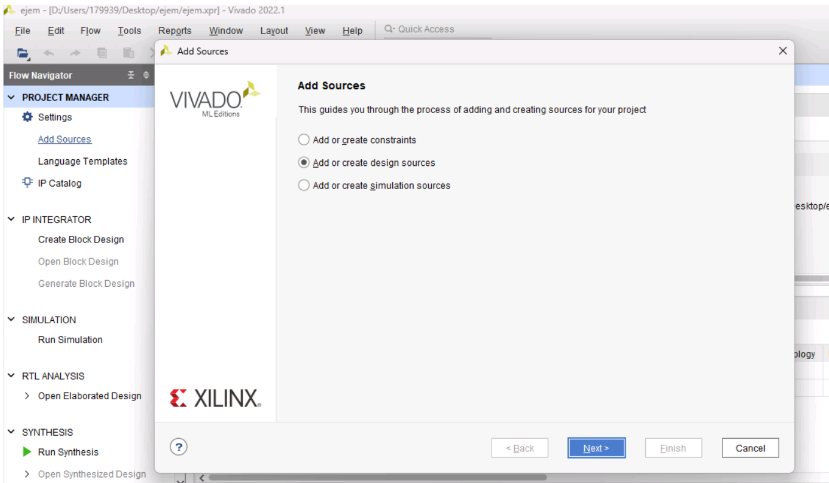 ejem - [D:/Users/179939/Desktop/ejem/ejem.xpr] - Vivado 2022.1
File Edit Flow Tools Reports Window Layout View Help Q- Quick Access
Flow Navigator
PROJECT MANAGER
Settings
Add Sources
Language Templates
IP Catalog
IP INTEGRATOR
Create Block Design
Open Block Design
Generate Block Design
SIMULATION
Run Simulation
RTL ANALYSIS
Open Elaborated Design
SYNTHESIS
Run Synthesis
Open Synthesized Design
Add Sources
VIVADO
ML Editions
Add Sources
This guides you through the process of adding and creating sources for your project
Add or create constraints
Add or create design sources
Add or create simulation sources
XILINX
? < Back Next > Finish Cancel
esktop/e
ology